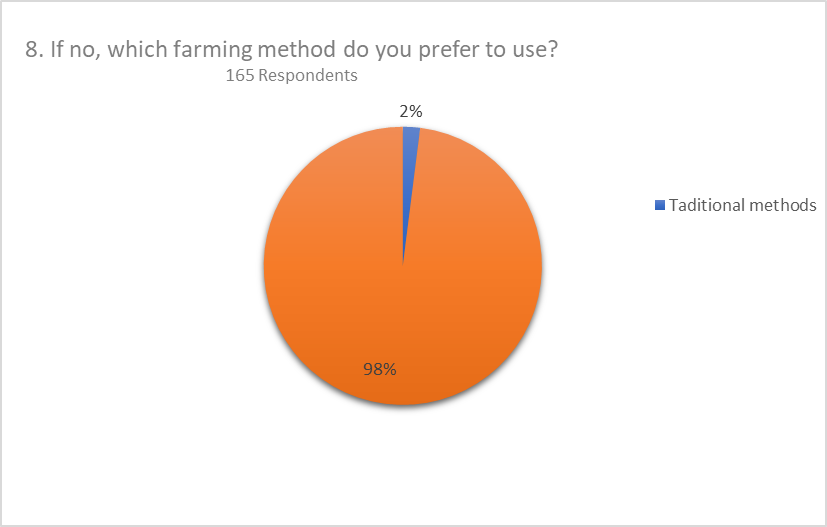 8. If no, which farming method do you prefer to use?
165 Respondents
2%
Taditional methods
98%